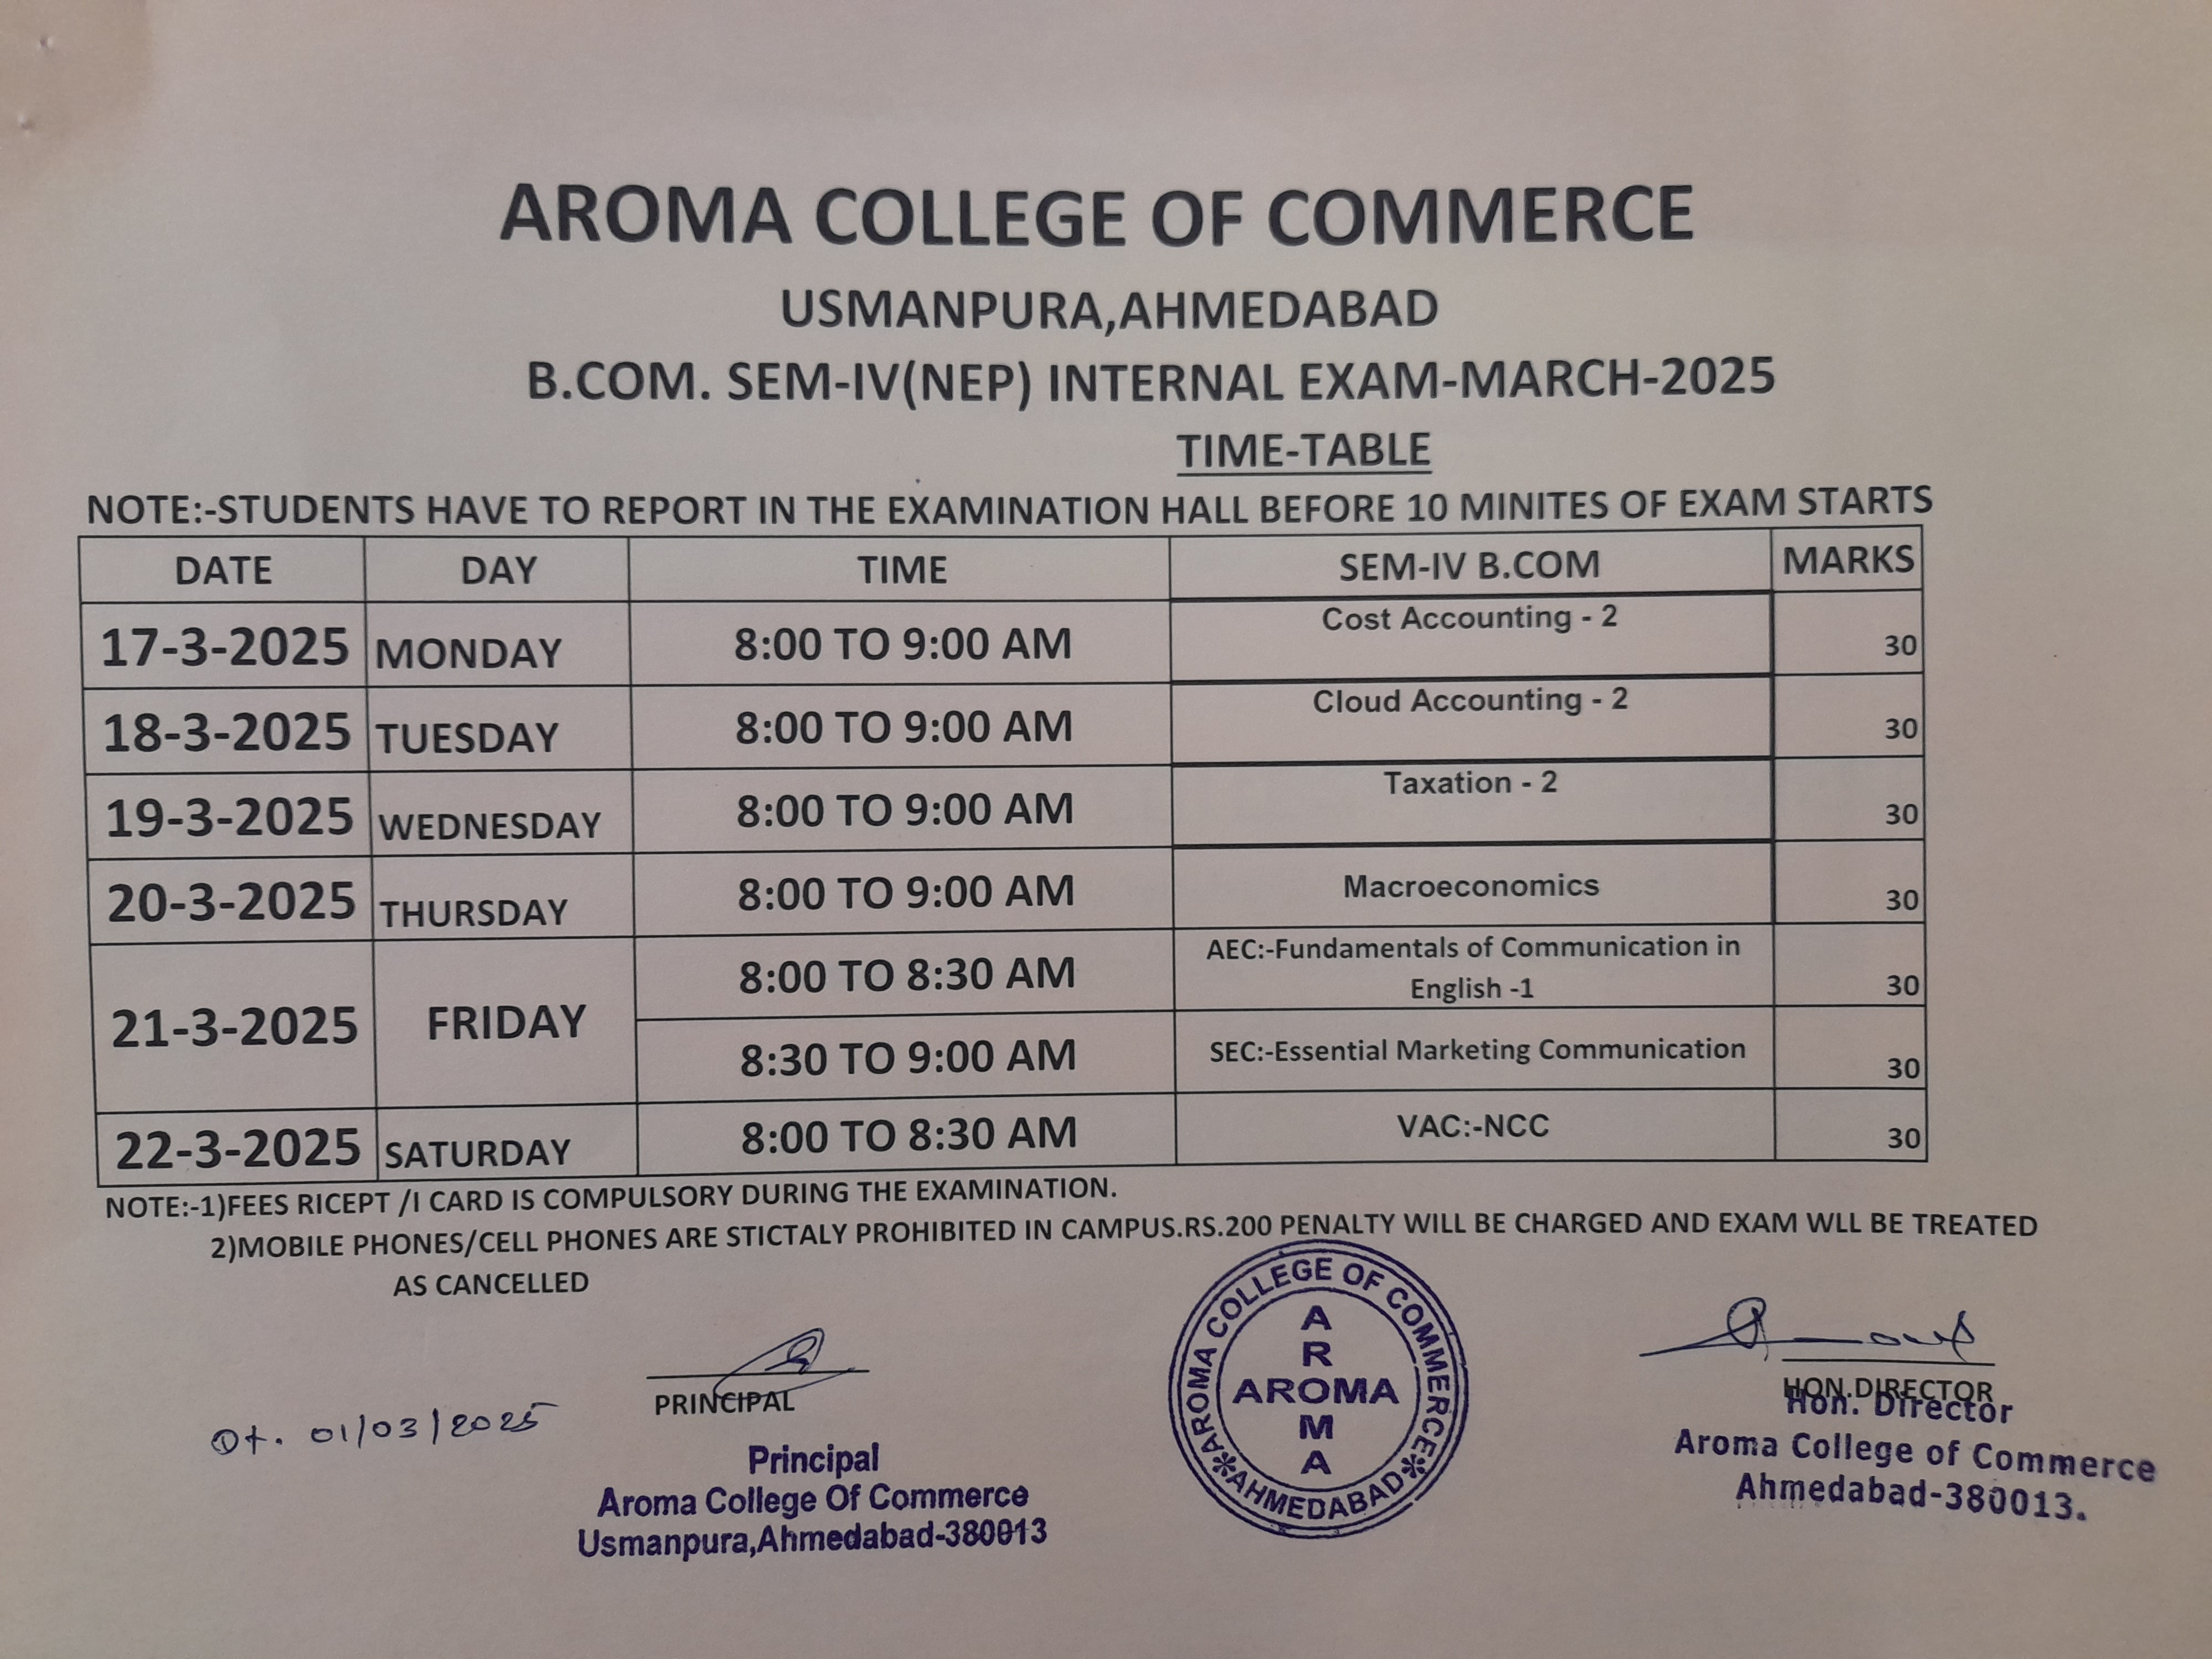 AROMA COLLEGE OF COMMERCE
USMANPURA,AHMEDABAD
B.COM. SEM-IV(NEP) INTERNAL EXAM-MARCH-2025
TIME-TABLE
NOTE:-STUDENTS HAVE TO REPORT IN THE EXAMINATION HALL BEFORE 10 MINITES OF EXAM STARTS
DATE DAY TIME SEM-IV B.COM MARKS
17-3-2025 MONDAY 8:00 TO 9:00 AM Cost Accounting - 2 30
18-3-2025 TUESDAY 8:00 TO 9:00 AM Cloud Accounting - 2 30
19-3-2025 WEDNESDAY 8:00 TO 9:00 AM Taxation - 2 30
20-3-2025 THURSDAY 8:00 TO 9:00 AM Macroeconomics 30
21-3-2025 FRIDAY 8:00 TO 8:30 AM AEC:-Fundamentals of Communication in
English -1 30
8:30 TO 9:00 AM SEC:-Essential Marketing Communication 30
22-3-2025 SATURDAY 8:00 TO 8:30 AM VAC:-NCC 30
NOTE:-1)FEES RICEPT /I CARD IS COMPULSORY DURING THE EXAMINATION.
2)MOBILE PHONES/CELL PHONES ARE STICTALY PROHIBITED IN CAMPUS.RS.200 PENALTY WILL BE CHARGED AND EXAM WLL BE TREATED
AS CANCELLED
PRINCIPAL
Dt. 01/03/2025
Principal
Aroma College Of Commerce
Usmanpura,Ahmedabad-380013
AROMA COLLEGE OF COMMERCE
AROMA
AROMA
AHMEDABAD
HON.DIRECTOR
Hon. Director
Aroma College of Commerce
Ahmedabad-380013.